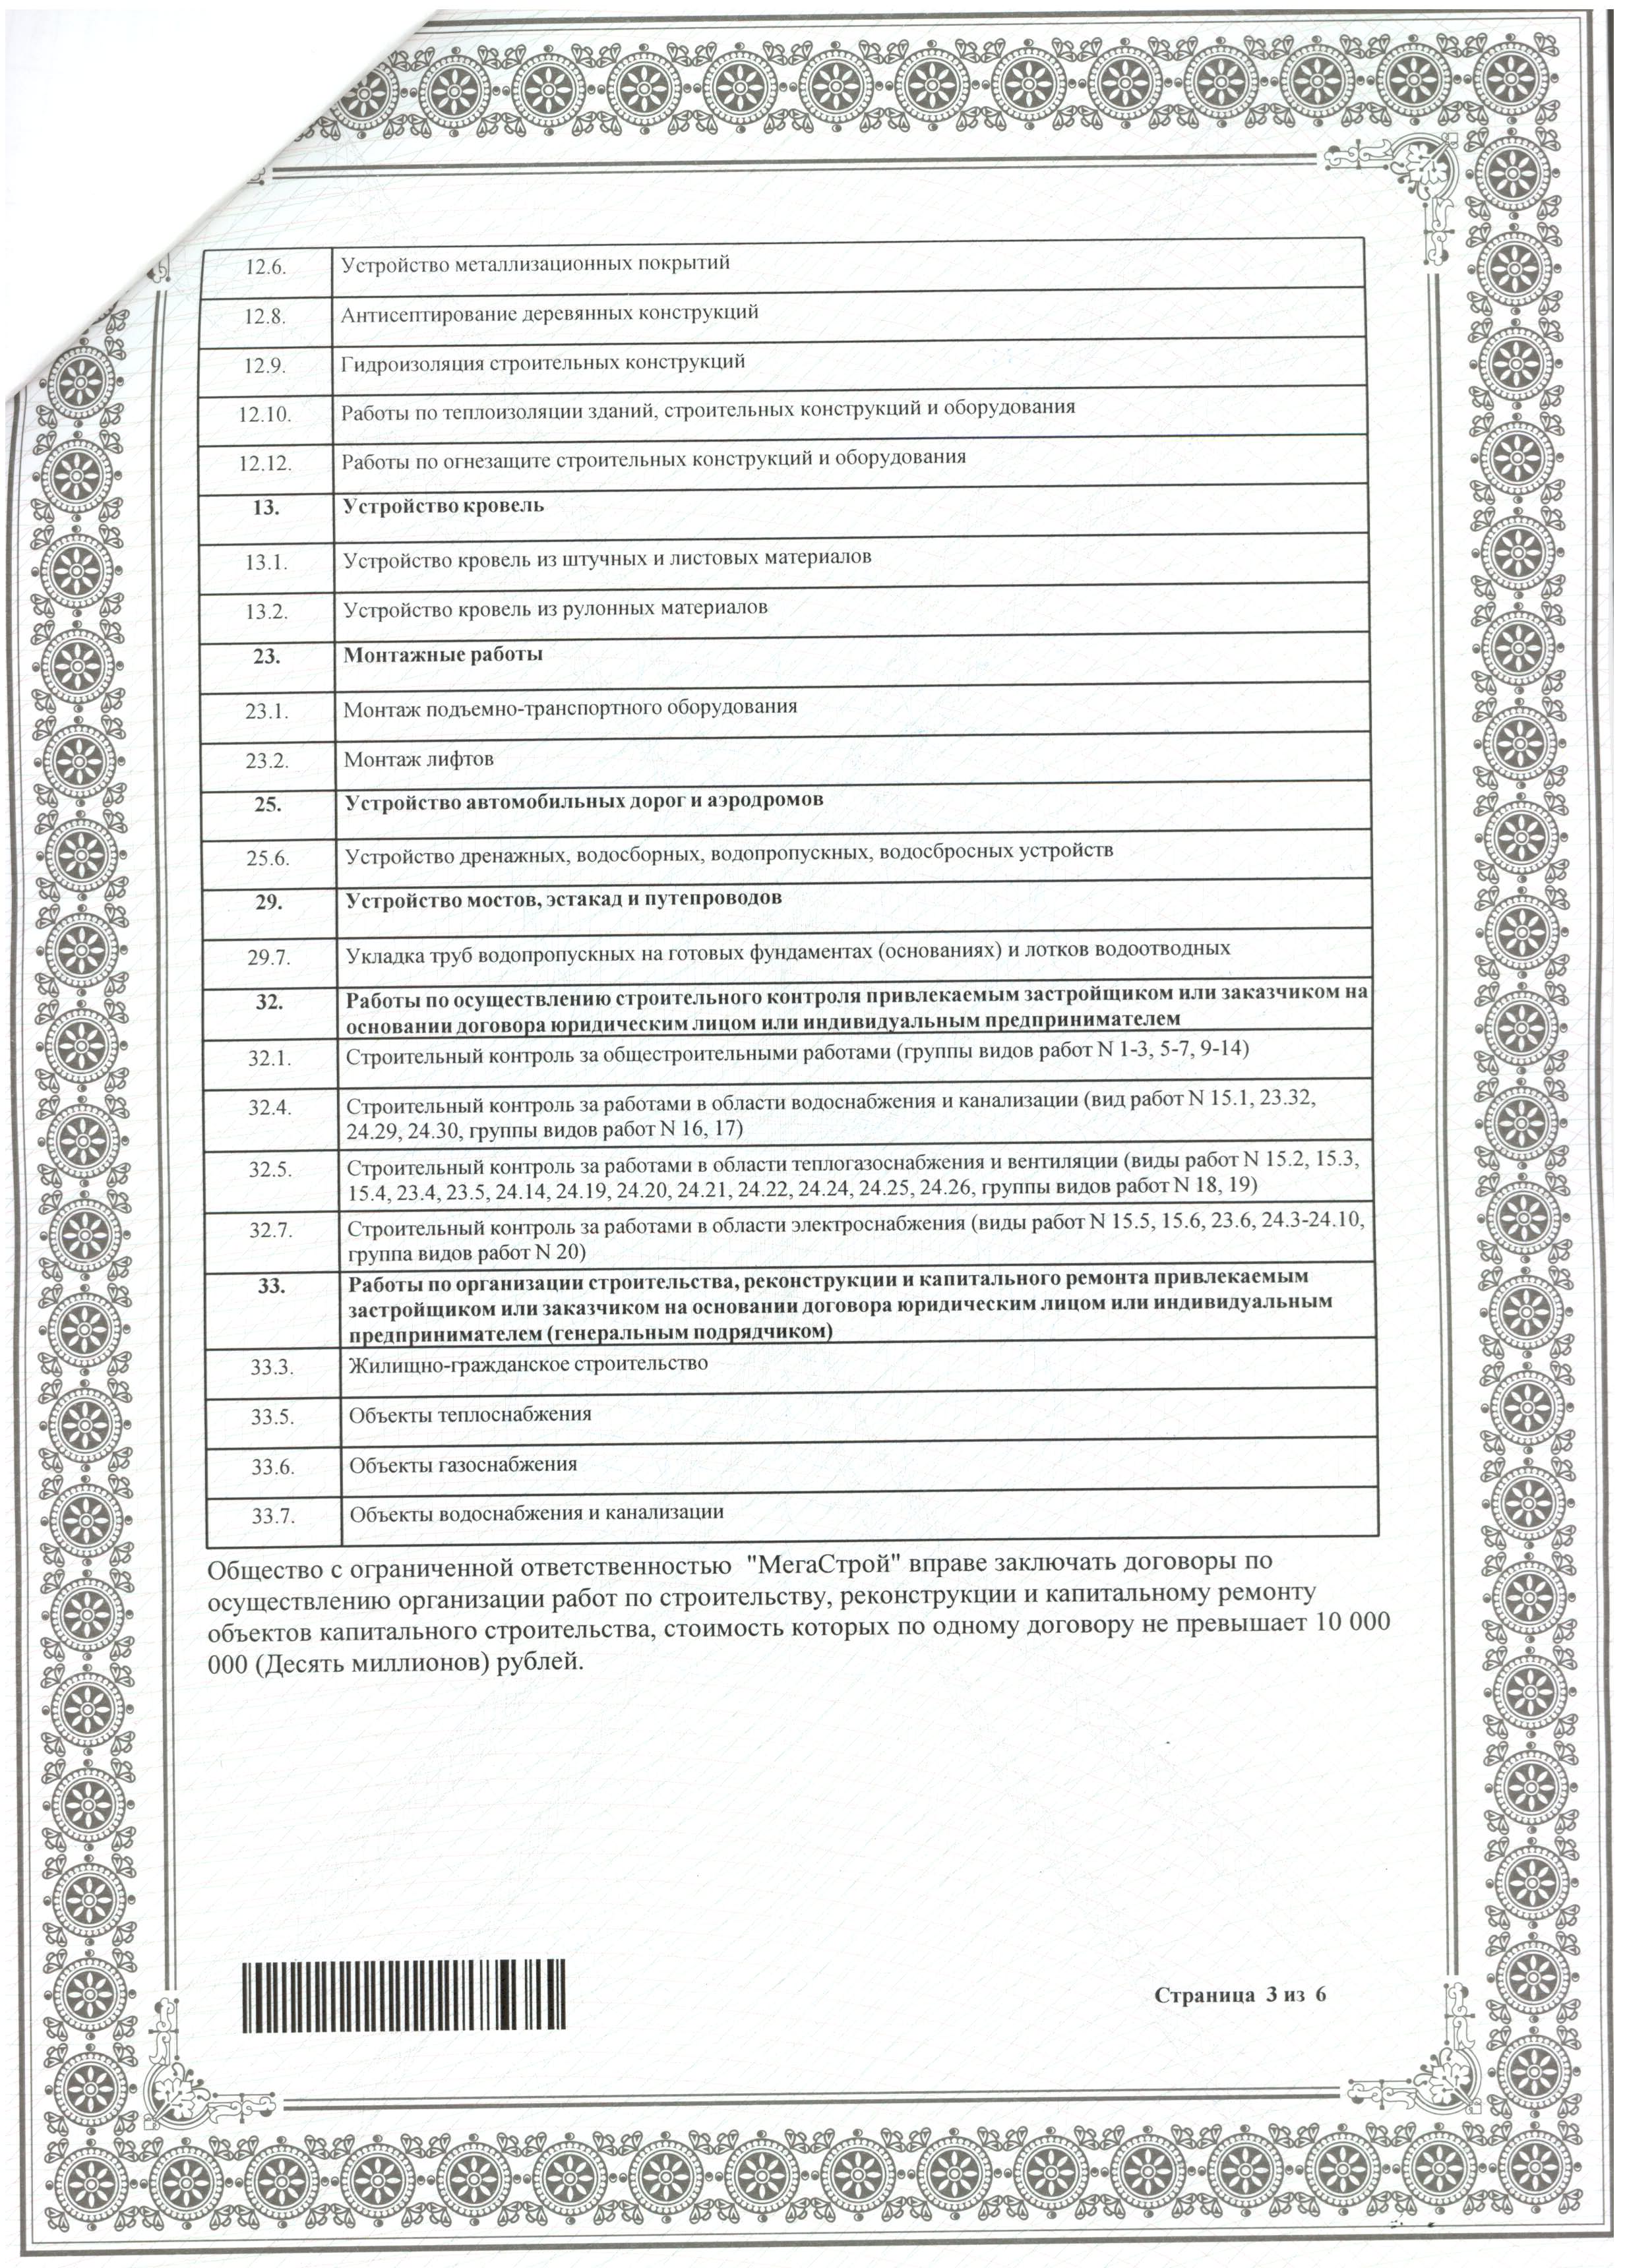 12.6. Устройство металлизационных покрытий
12.8. Антисептирование деревянных конструкций
12.9. Гидроизоляция строительных конструкций
12.10. Работы по теплоизоляции зданий, строительных конструкций и оборудования
12.12. Работы по огнезащите строительных конструкций и оборудования
13. Устройство кровель
13.1. Устройство кровель из штучных и листовых материалов
13.2. Устройство кровель из рулонных материалов
23. Монтажные работы
23.1. Монтаж подъемно-транспортного оборудования
23.2. Монтаж лифтов
25. Устройство автомобильных дорог и аэродромов
25.6. Устройство дренажных, водосборных, водопропускных, водосбросных устройств
29. Устройство мостов, эстакад и путепроводов
29.7. Укладка труб водопропускных на готовых фундаментах (основаниях) и лотков водоотводных
32. Работы по осуществлению строительного контроля привлекаемым застройщиком или заказчиком на
основании договора юридическим лицом или индивидуальным предпринимателем
32.1. Строительный контроль за общестроительными работами (группы видов работ N 1-3, 5-7, 9-14)
32.4. Строительный контроль за работами в области водоснабжения и канализации (вид работ N 15.1, 23.32,
24.29, 24.30, группы видов работ N 16, 17)
32.5. Строительный контроль за работами в области теплогазоснабжения и вентиляции (виды работ N 15.2, 15.3,
15.4, 23.4, 23.5, 24.14, 24.19, 24.20, 24.21, 24.22, 24.24, 24.25, 24.26, группы видов работ N 18, 19)
32.7. Строительный контроль за работами в области электроснабжения (виды работ N 15.5, 15.6, 23.6, 24.3-24.10,
группа видов работ N 20)
33. Работы по организации строительства, реконструкции и капитального ремонта привлекаемым
застройщиком или заказчиком на основании договора юридическим лицом или индивидуальным
предпринимателем (генеральным подрядчиком)
33.3. Жилищно-гражданское строительство
33.5. Объекты теплоснабжения
33.6. Объекты газоснабжения
33.7. Объекты водоснабжения и канализации
Общество с ограниченной ответственностью "МегаСтрой" вправе заключать договоры по
осуществлению организации работ по строительству, реконструкции и капитальному ремонту
объектов капитального строительства, стоимость которых по одному договору не превышает 10 000
000 (Десять миллионов) рублей.
Страница 3 из 6